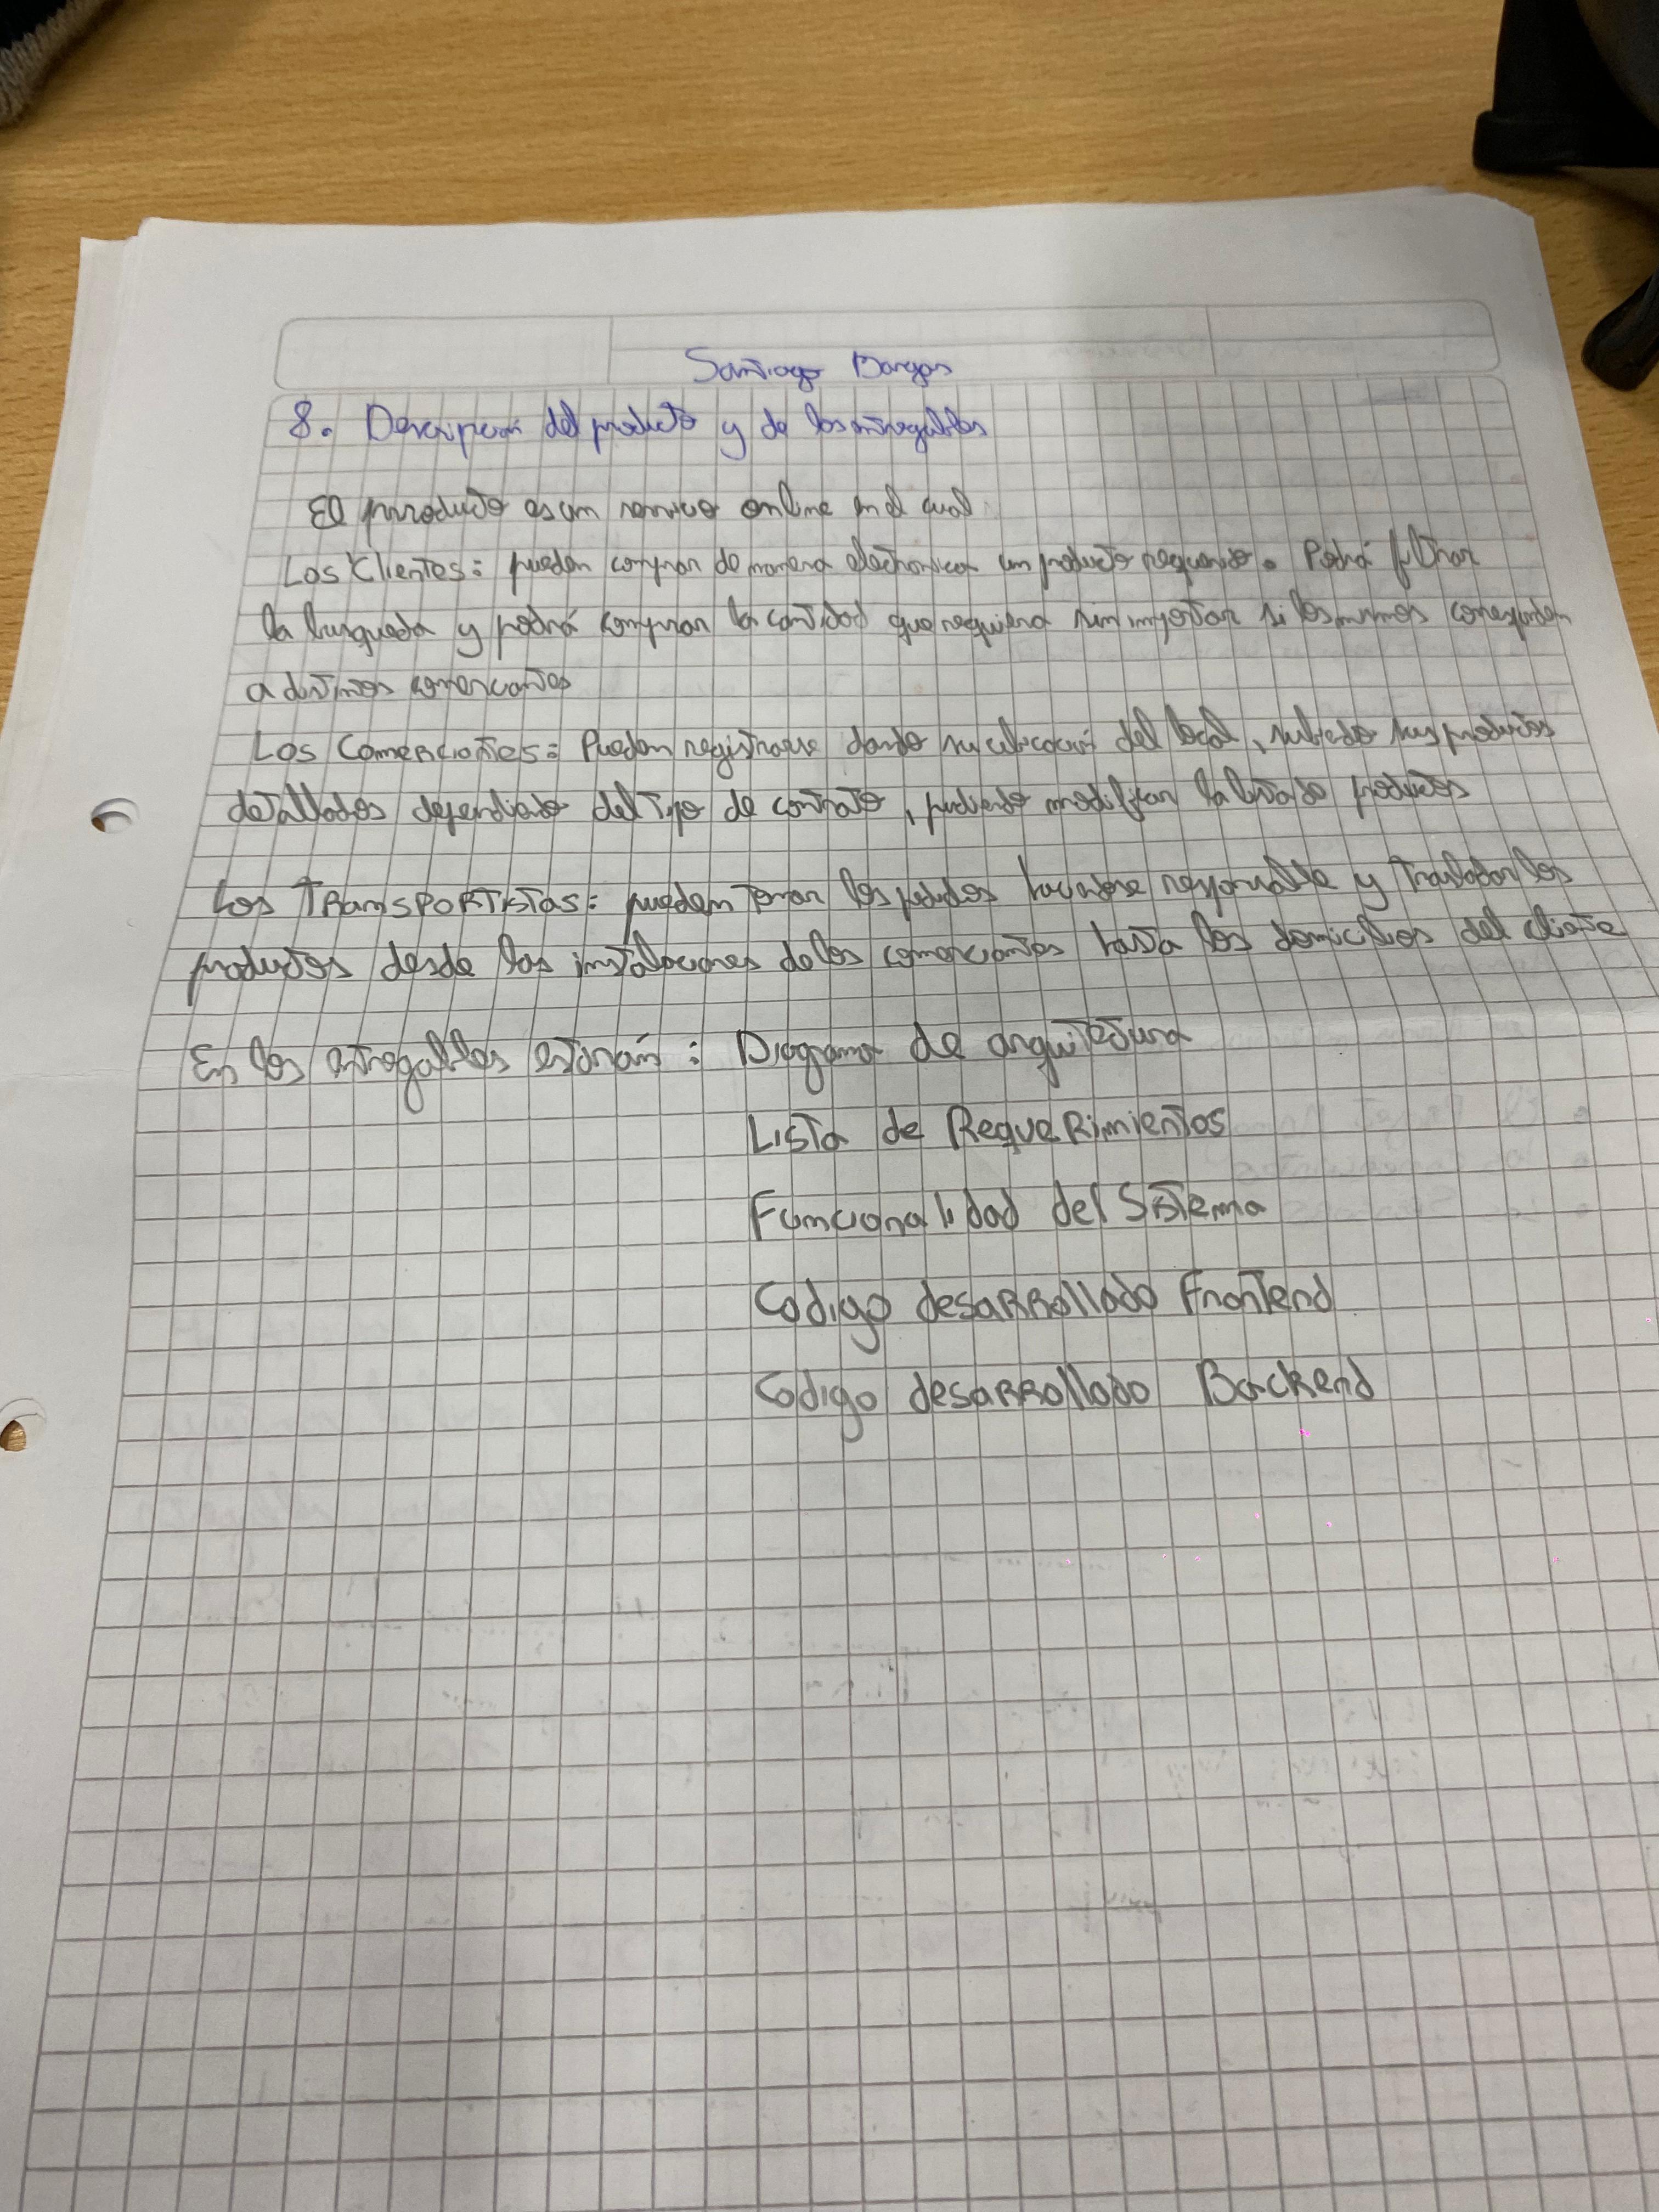 Santiago Bargas
8. Descripcion del producto y de los entregables
El producto es un servicio online en el cual
Los Clientes: pueden comprar de manera electronica un producto requerido. Podrá filtrar
la busqueda y podrá comprar la cantidad que requiera sin importar si los mismos corresponden
a distintos comerciantes
Los Comerciantes: Pueden registrarse dando su ubicación del local, subiedo sus productos
detallados dependiedo del tipo de contrato, pudiendo modificar la lista de productos
Los TRansPORTistas: pueden tomar los pedidos haciendose responsable y trasladar los
productos desde las instalaciones de los comerciantes hasta los domicilios del cliente
En los entregables estarán: Diagrama de arquitectura
Lista de RequeRimientos
Funcionalidad del Sistema
Codigo desaRRollado Frontend
Codigo desaRRollado Backend